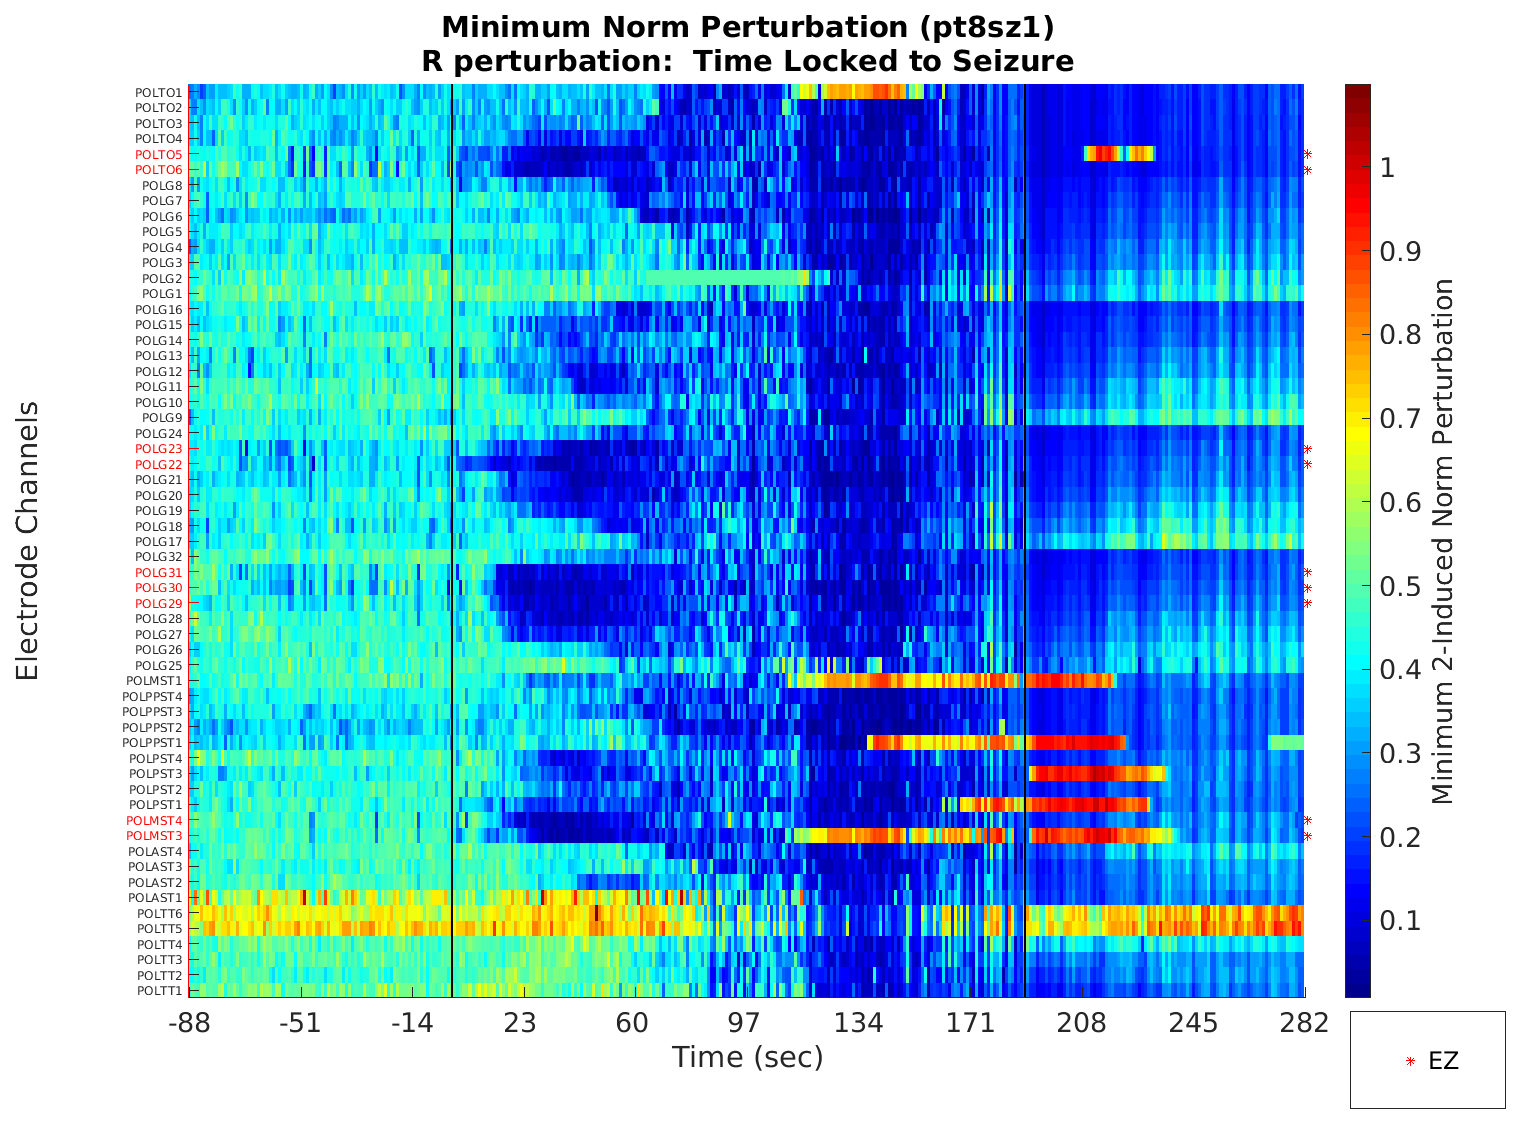 Minimum Norm Perturbation (pt8sz1)
R perturbation:  Time Locked to Seizure
Electrode Channels
POLTO1
POLTO2
POLTO3
POLTO4
POLTO5
POLTO6
POLG8
POLG7
POLG6
POLG5
POLG4
POLG3
POLG2
POLG1
POLG16
POLG15
POLG14
POLG13
POLG12
POLG11
POLG10
POLG9
POLG24
POLG23
POLG22
POLG21
POLG20
POLG19
POLG18
POLG17
POLG32
POLG31
POLG30
POLG29
POLG28
POLG27
POLG26
POLG25
POLMST1
POLPPST4
POLPPST3
POLPPST2
POLPPST1
POLPST4
POLPST3
POLPST2
POLPST1
POLMST4
POLMST3
POLAST4
POLAST3
POLAST2
POLAST1
POLTT6
POLTT5
POLTT4
POLTT3
POLTT2
POLTT1
-88 -51 -14 23 60 97 134 171 208 245 282
Time (sec)
1
0.9
0.8
0.7
0.6
0.5
0.4
0.3
0.2
0.1
Minimum 2-Induced Norm Perturbation
EZ